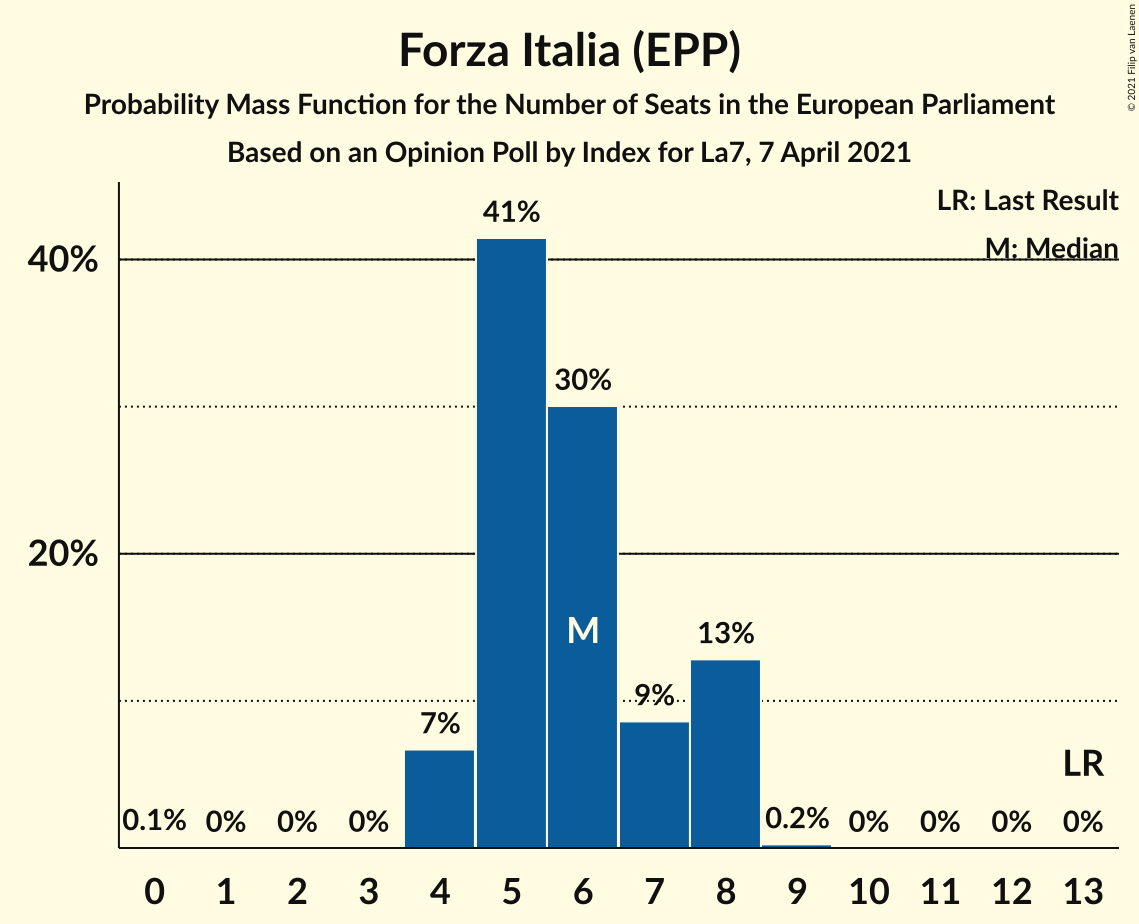 Forza Italia (EPP)
Probability Mass Function for the Number of Seats in the European Parliament
Based on an Opinion Poll by Index for La7, 7 April 2021
© 2021 Filip van Laenen
LR: Last Result
M: Median
40%
20%
0.1%
0%
0%
0%
7%
41%
30%
M
9%
13%
0.2%
0%
0%
0%
LR
0%
0 1 2 3 4 5 6 7 8 9 10 11 12 13